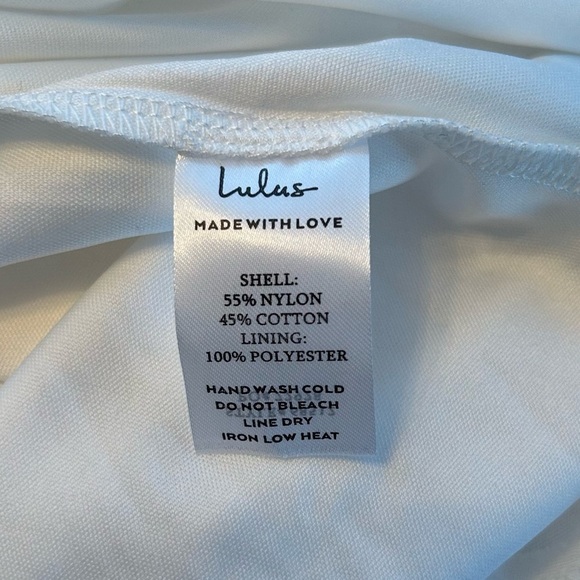 Lulus
MADE WITH LOVE
SHELL:
55% NYLON
45% COTTON
LINING:
100% POLYESTER
HAND WASH COLD
DO NOT BLEACH
LINE DRY
IRON LOW HEAT